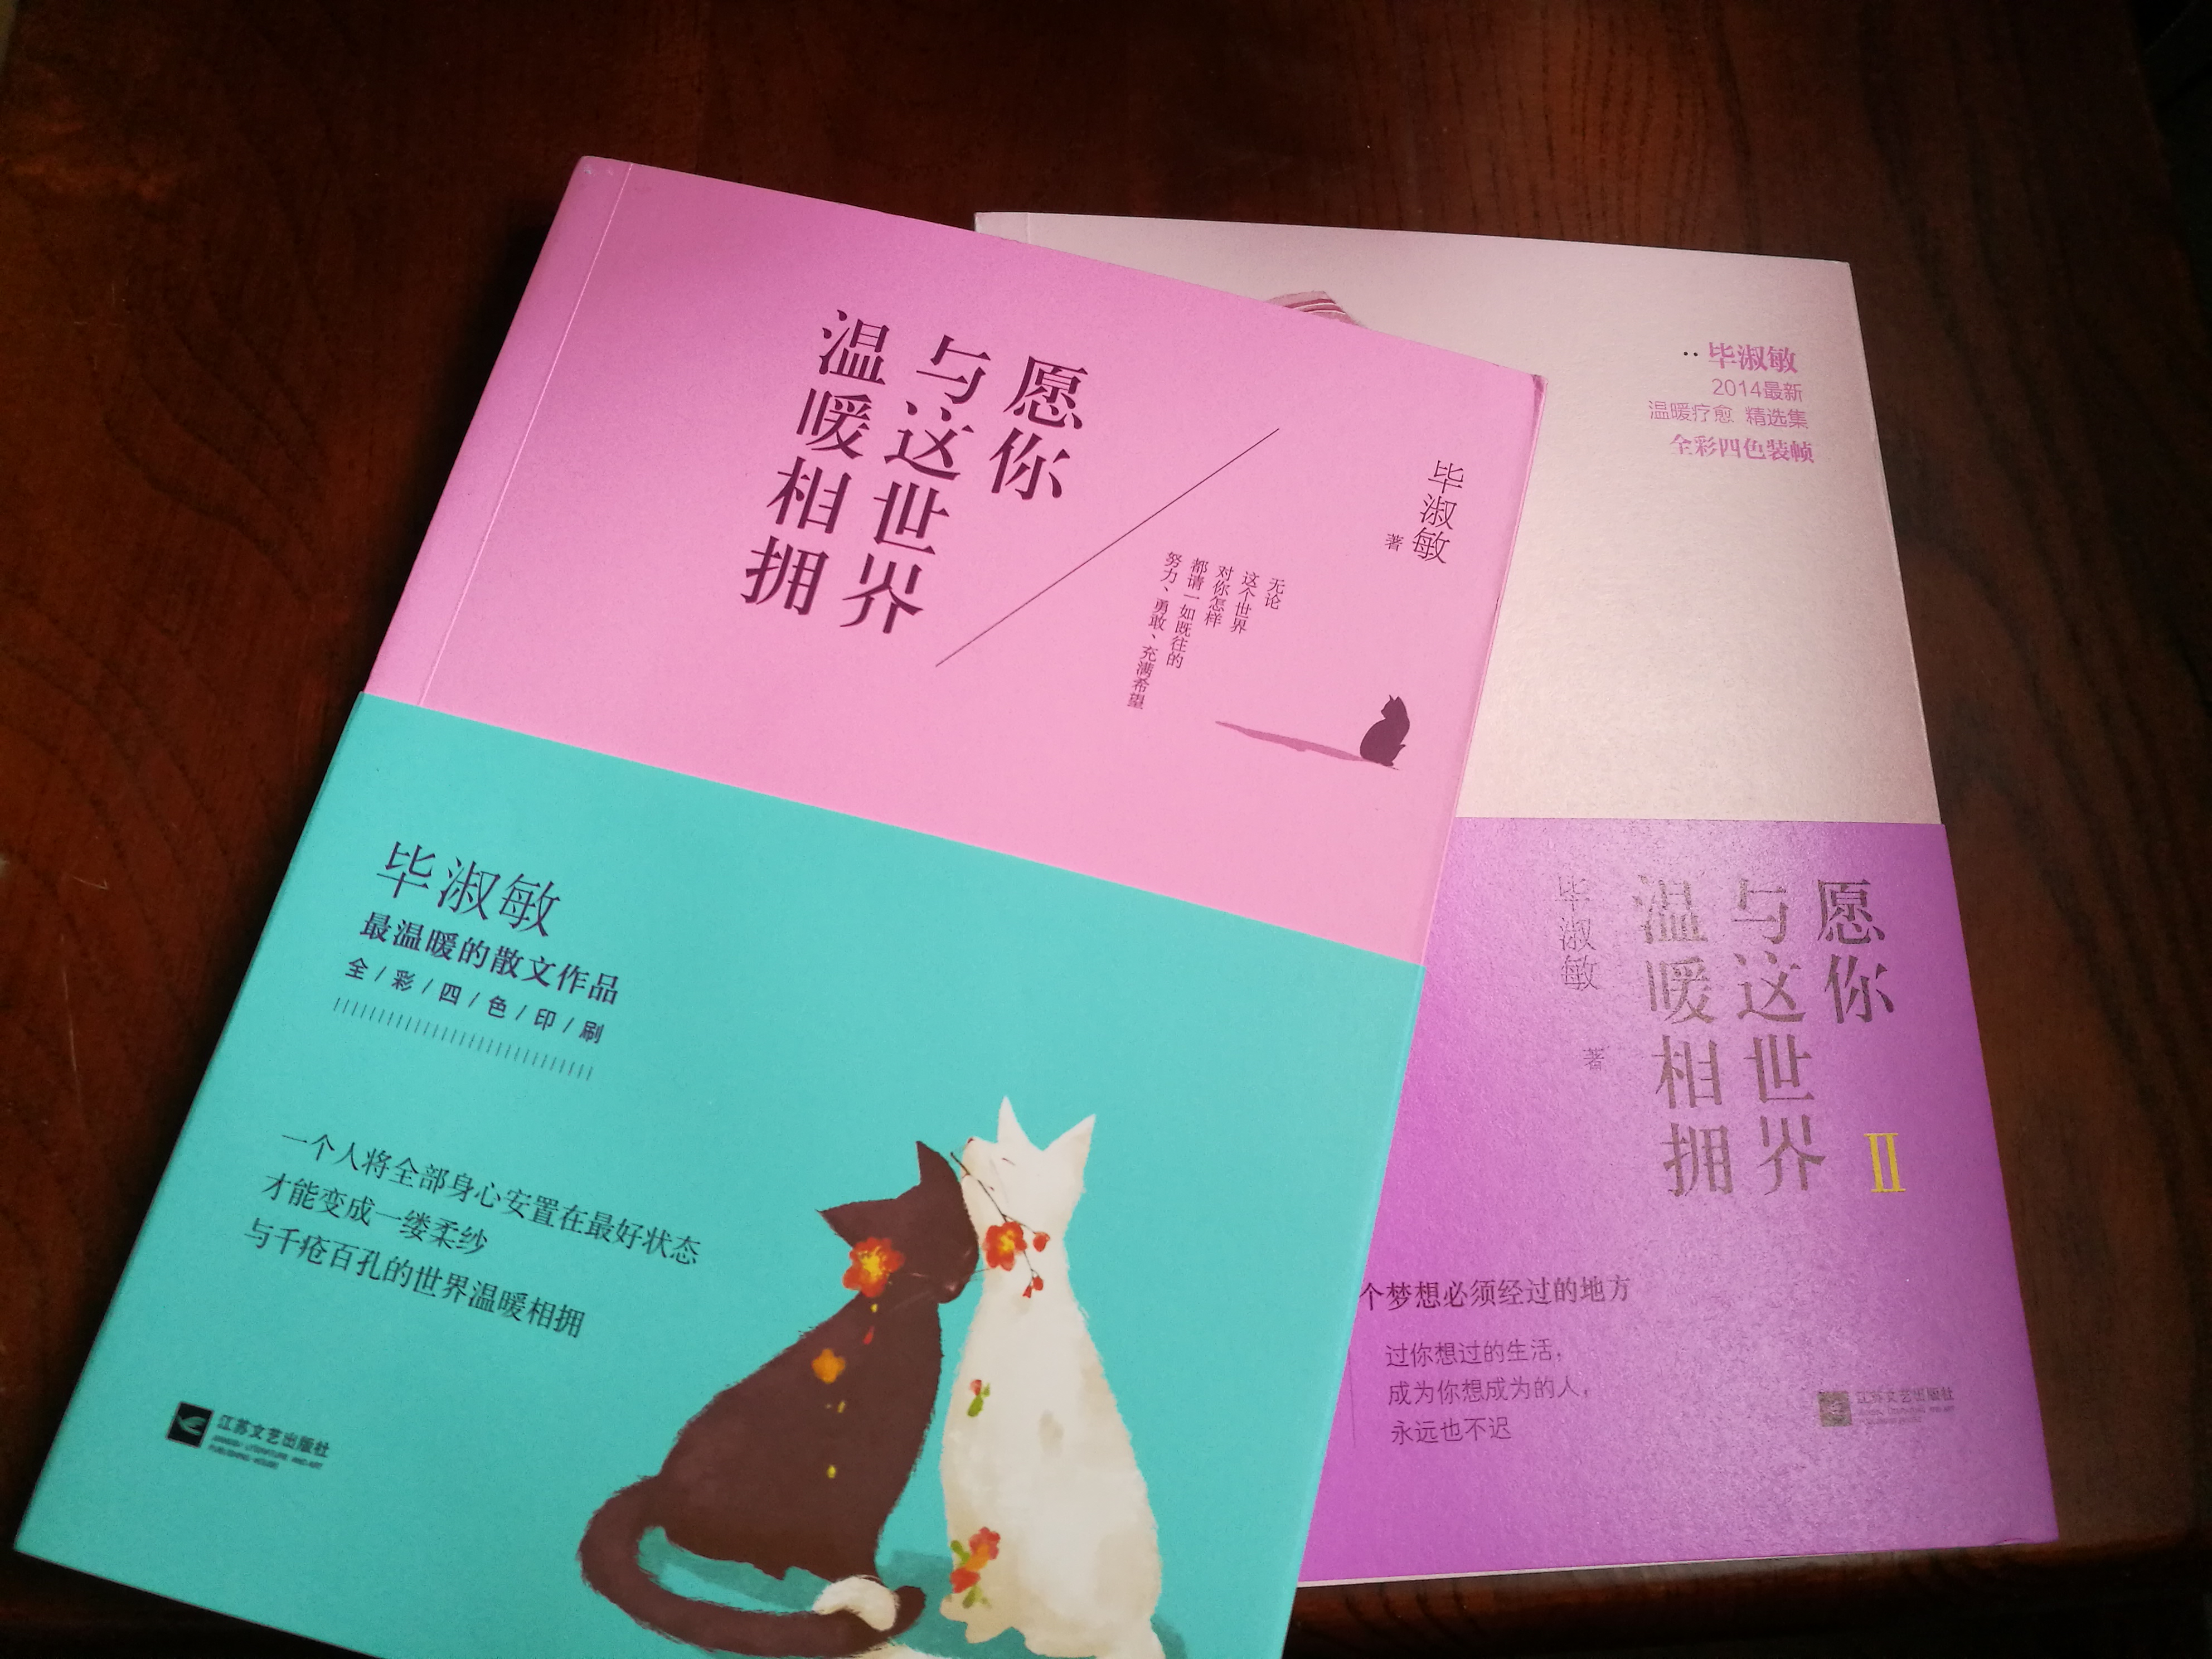 愿你
与这世界
温暖相拥
毕淑敏
著
无论
这个世界
对你怎样
都请一如既往的
努力、勇敢、充满希望
毕淑敏
最温暖的散文作品
全/彩/四/色/印/刷
一个人将全部身心安置在最好状态
才能变成一缕柔纱
与千疮百孔的世界温暖相拥
江苏文艺出版社
JIANGSU LITERATURE AND ART
PUBLISHING HOUSE
毕淑敏
2014最新
温暖疗愈 精选集
全彩四色装帧
愿你
与这世界
温暖相拥
II
毕淑敏
著
个梦想必须经过的地方
过你想过的生活,
成为你想成为的人,
永远也不迟
江苏文艺出版社